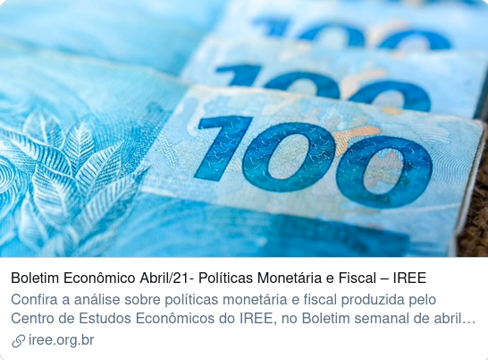 100
100
100
Boletim Econômico Abril/21- Políticas Monetária e Fiscal – IREE
Confira a análise sobre políticas monetária e fiscal produzida pelo
Centro de Estudos Econômicos do IREE, no Boletim semanal de abril…
iree.org.br